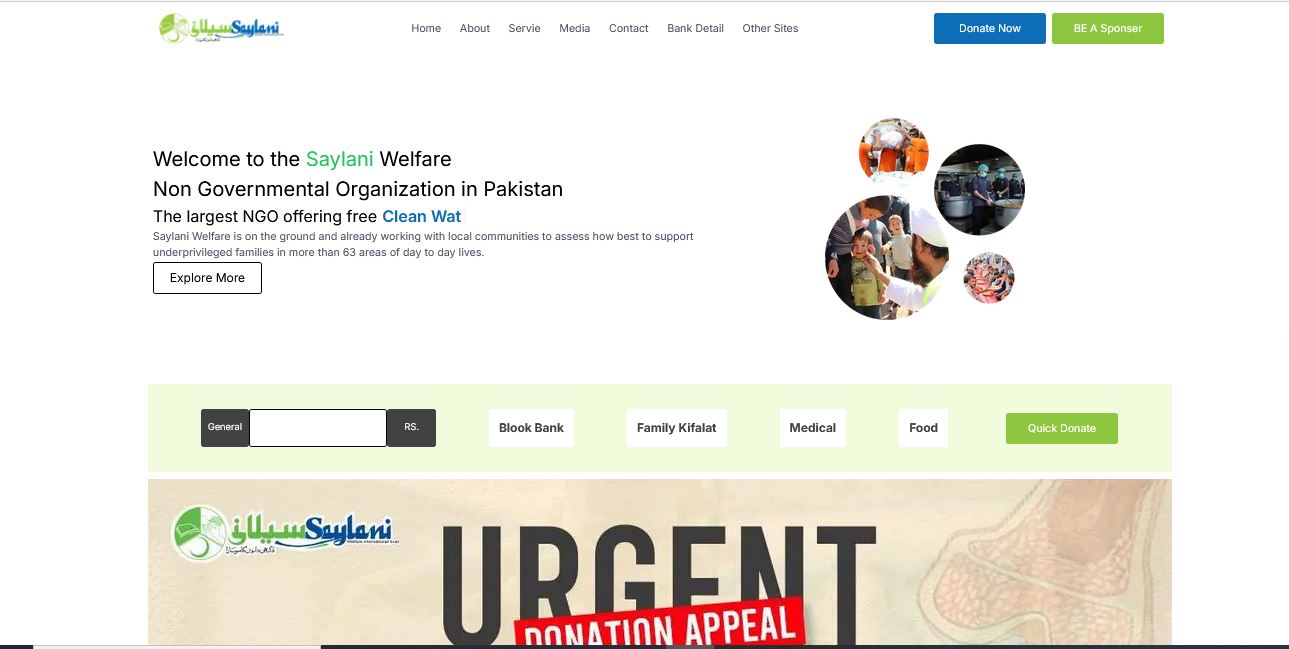 سیلانی Saylani
Home About Servie Media Contact Bank Detail Other Sites
Donate Now
BE A Sponser
Welcome to the Saylani Welfare
Non Governmental Organization in Pakistan
The largest NGO offering free Clean Wat
Saylani Welfare is on the ground and already working with local communities to assess how best to support
underprivileged families in more than 63 areas of day to day lives.
Explore More
General RS. Blook Bank Family Kifalat Medical Food Quick Donate
سیلانی Saylani
URGENT
DONATION APPEAL